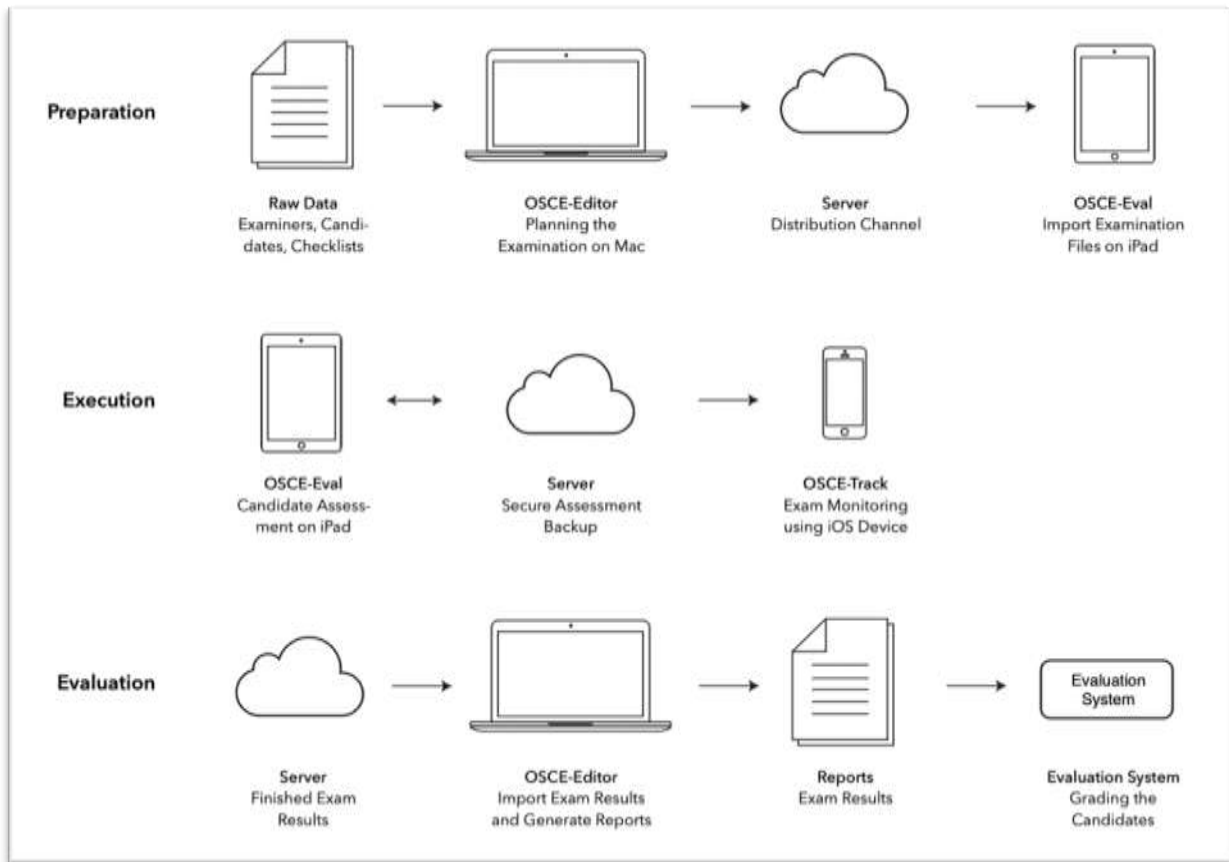 Preparation
Raw Data
Examiners, Candi-
dates, Checklists
OSCE-Editor
Planning the
Examination on Mac
Server
Distribution Channel
OSCE-Eval
Import Examination
Files on iPad
Execution
OSCE-Eval
Candidate Assess-
ment on iPad
Server
Secure Assessment
Backup
OSCE-Track
Exam Monitoring
using iOS Device
Evaluation
Server
Finished Exam
Results
OSCE-Editor
Import Exam Results
and Generate Reports
Reports
Exam Results
Evaluation
System
Evaluation System
Grading the
Candidates